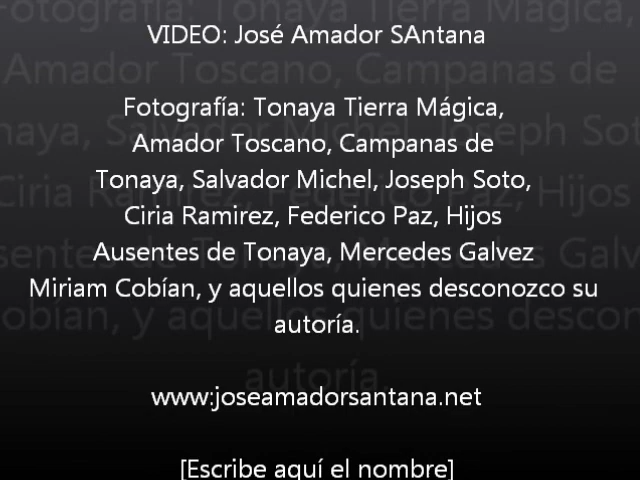 VIDEO: José Amador SAntana
Fotografía: Tonaya Tierra Mágica,
Amador Toscano, Campanas de
Tonaya, Salvador Michel, Joseph Soto,
Ciria Ramirez, Federico Paz, Hijos
Ausentes de Tonaya, Mercedes Galvez
Miriam Cobían, y aquellos quienes desconozco su
autoría.
www:joseamadorsantana.net
[Escribe aquí el nombre]